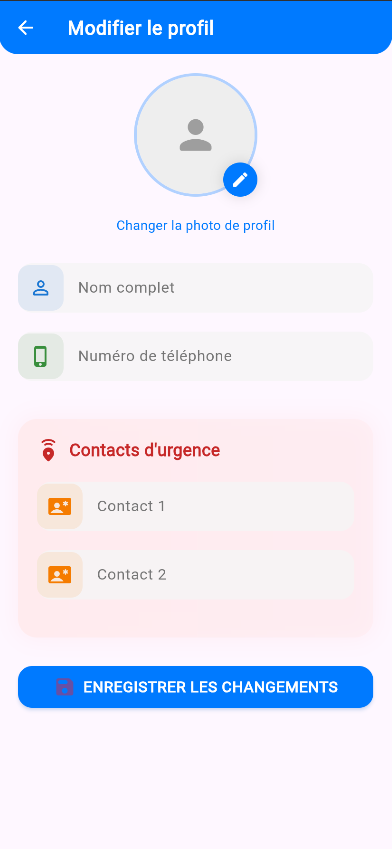 Modifier le profil
Changer la photo de profil
Nom complet
Numéro de téléphone
Contacts d'urgence
Contact 1
Contact 2
ENREGISTRER LES CHANGEMENTS